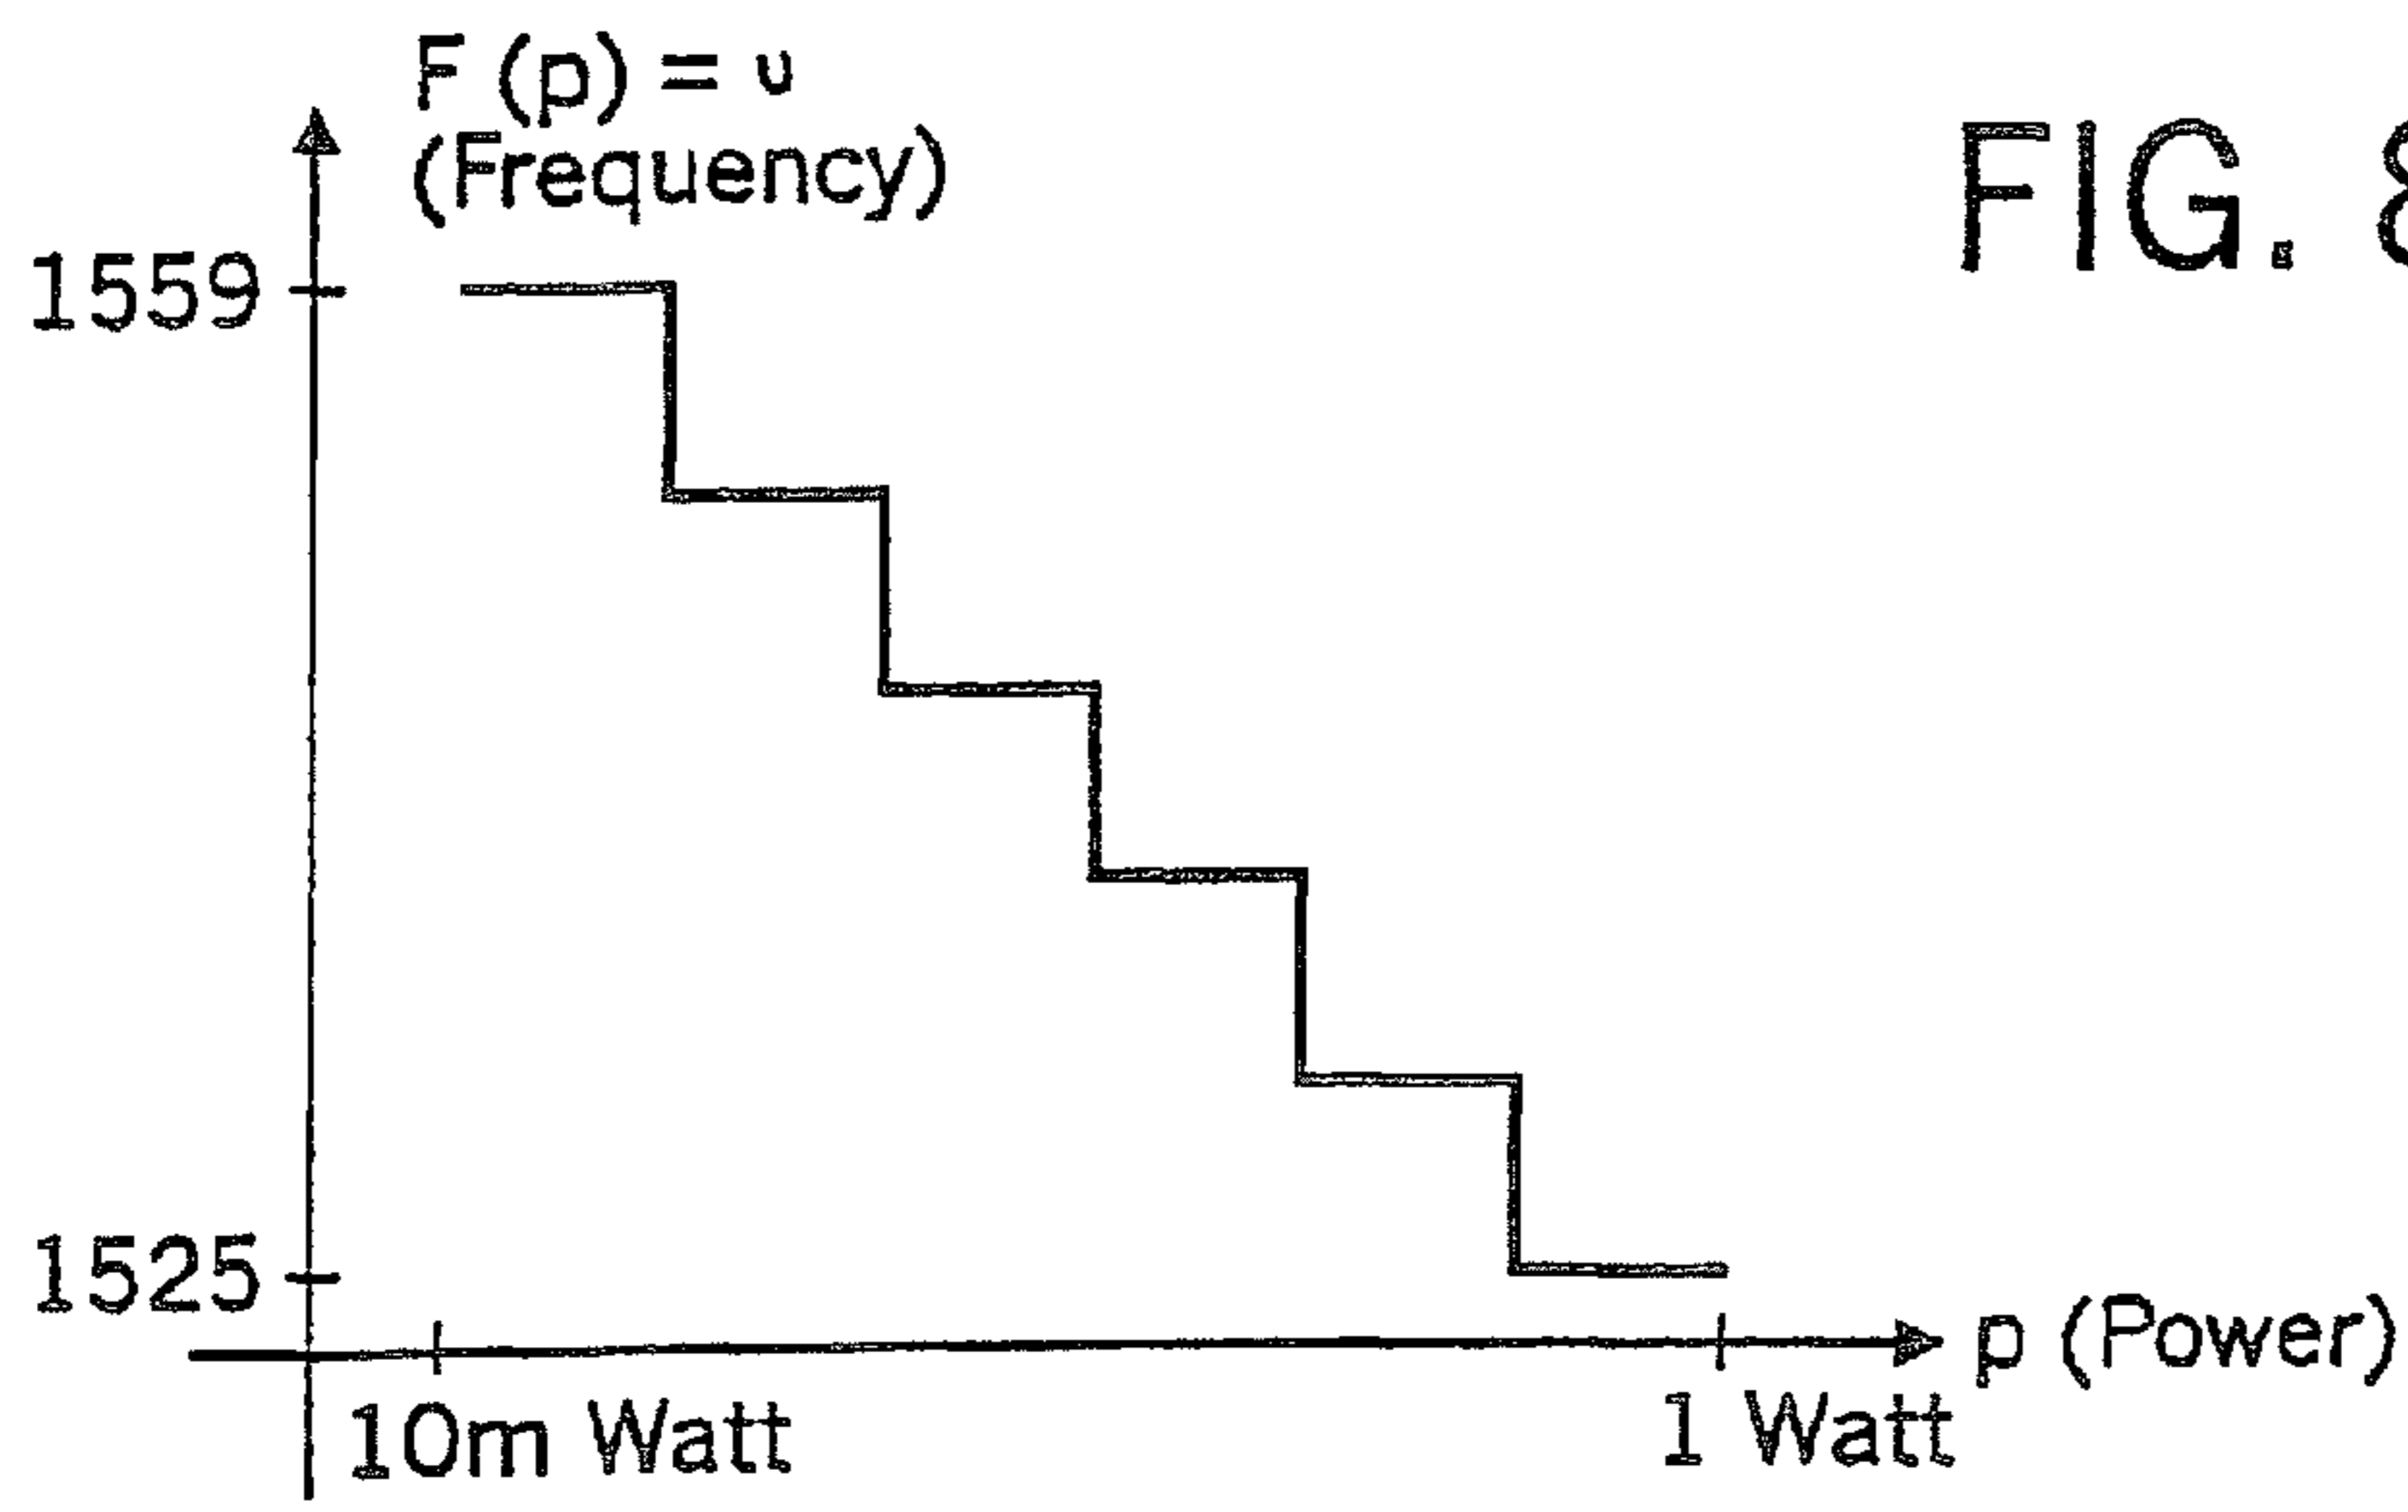 F (p) = υ
(Frequency)
FIG. 8
1559
1525
p (Power)
10m Watt
1 Watt